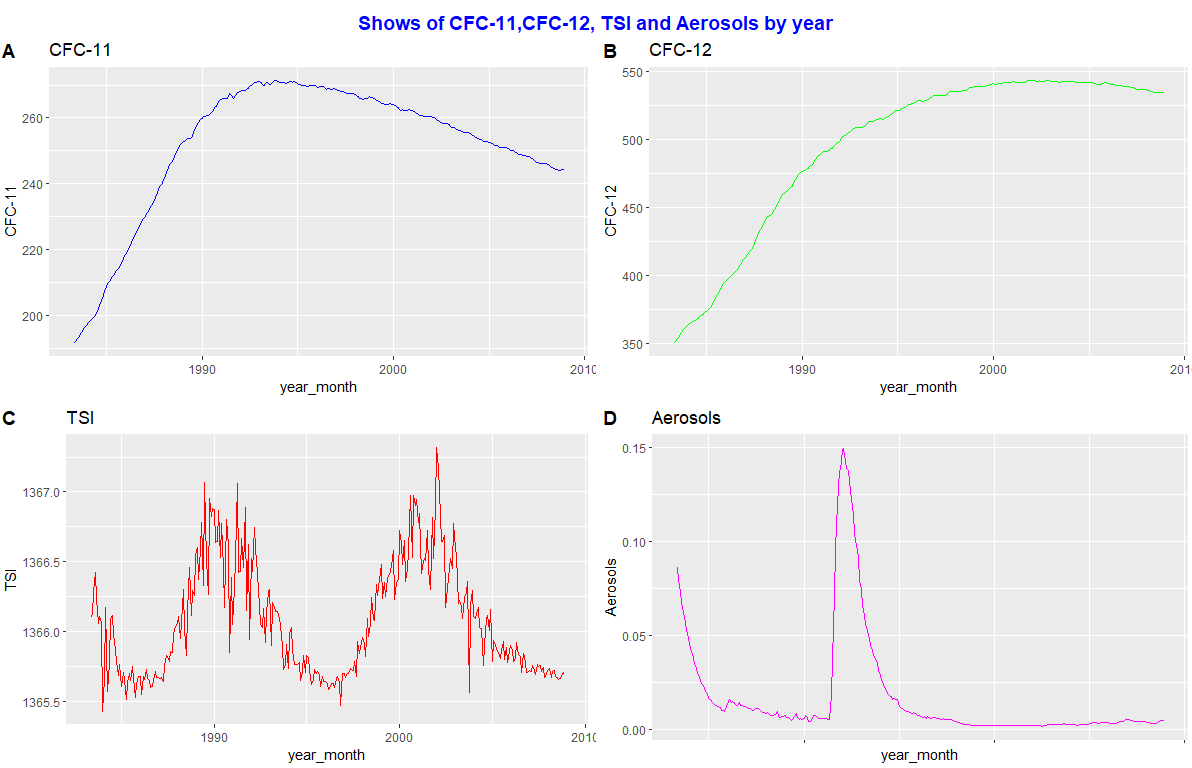 Shows of CFC-11,CFC-12, TSI and Aerosols by year
A
CFC-11
CFC-11
260
240
220
200
1990
2000
2010
year_month
B
CFC-12
CFC-12
550
500
450
400
350
1990
2000
2010
year_month
C
TSI
TSI
1367.0
1366.5
1366.0
1365.5
1990
2000
2010
year_month
D
Aerosols
Aerosols
0.15
0.10
0.05
0.00
year_month